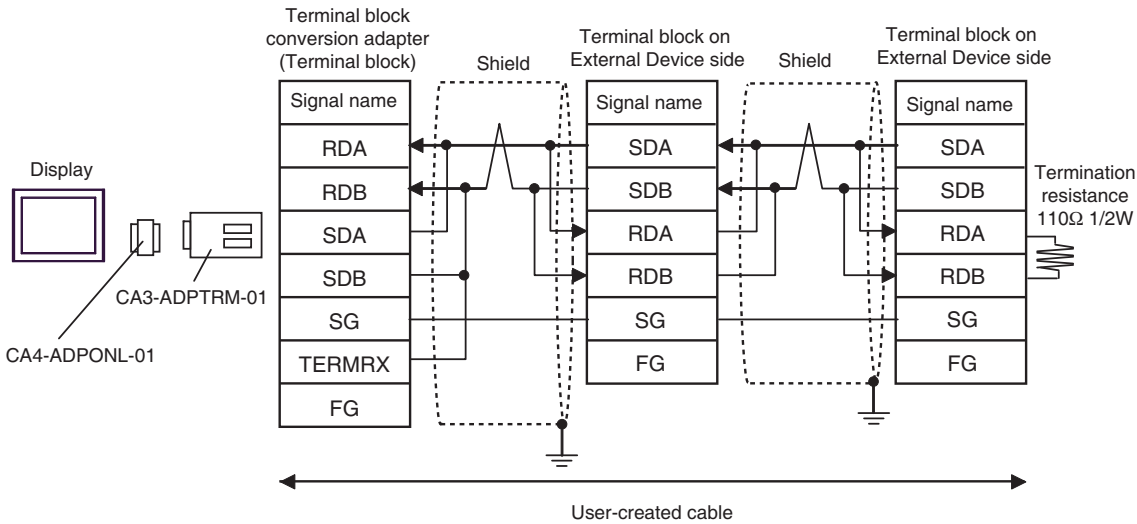 Terminal block
conversion adapter
(Terminal block)
Shield
Terminal block on
External Device side
Shield
Terminal block on
External Device side
Display
CA4-ADPONL-01
CA3-ADPTRM-01
Signal name
RDA
RDB
SDA
SDB
SG
TERMRX
FG
Signal name
SDA
SDB
RDA
RDB
SG
FG
Signal name
SDA
SDB
RDA
RDB
SG
FG
Termination
resistance
110Ω 1/2W
User-created cable